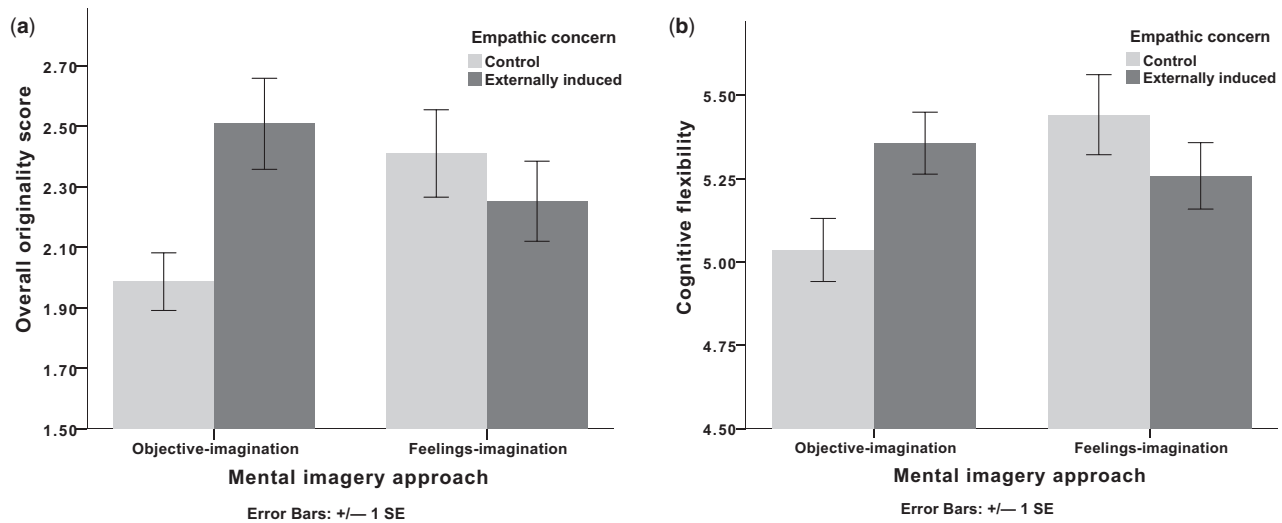 (a)
Empathic concern
Control
Externally induced
Overall originality score
2.70
2.50
2.30
2.10
1.90
1.70
1.50
Objective-imagination
Feelings-imagination
Mental imagery approach
Error Bars: +/— 1 SE
(b)
Empathic concern
Control
Externally induced
Cognitive flexibility
5.50
5.25
5.00
4.75
4.50
Objective-imagination
Feelings-imagination
Mental imagery approach
Error Bars: +/— 1 SE